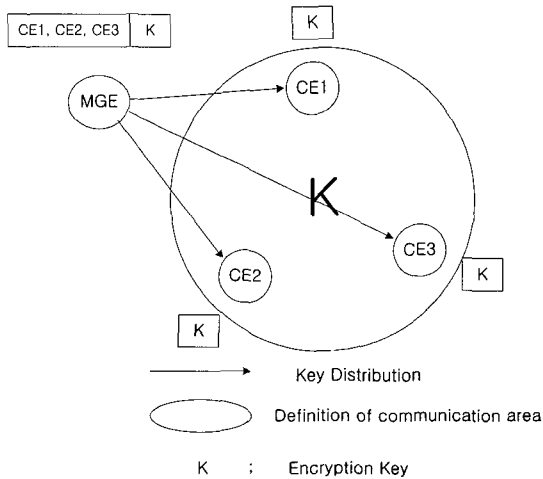 K
CE1, CE2, CE3 K
CE1
MGE
K
CE3
CE2
K
K
Key Distribution
Definition of communication area
K ; Encryption Key